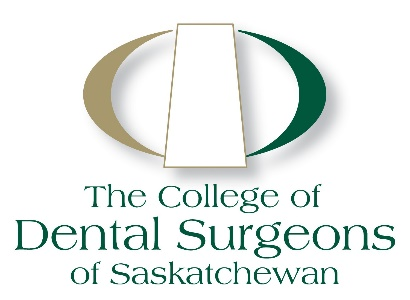 The College of
Dental Surgeons
of Saskatchewan